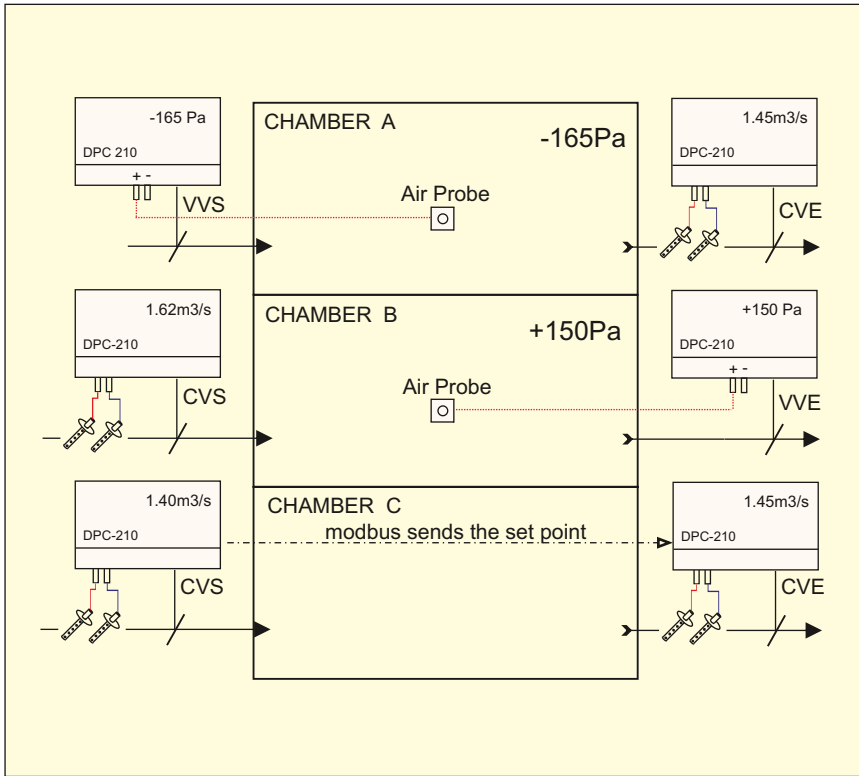 -165 Pa
DPC 210
+ -
VVS
CHAMBER A
-165Pa
Air Probe
1.45m3/s
DPC-210
CVE
1.62m3/s
DPC-210
CVS
CHAMBER B
+150Pa
Air Probe
+150 Pa
DPC-210
+ -
VVE
1.40m3/s
DPC-210
CVS
CHAMBER C
modbus sends the set point
1.45m3/s
DPC-210
CVE